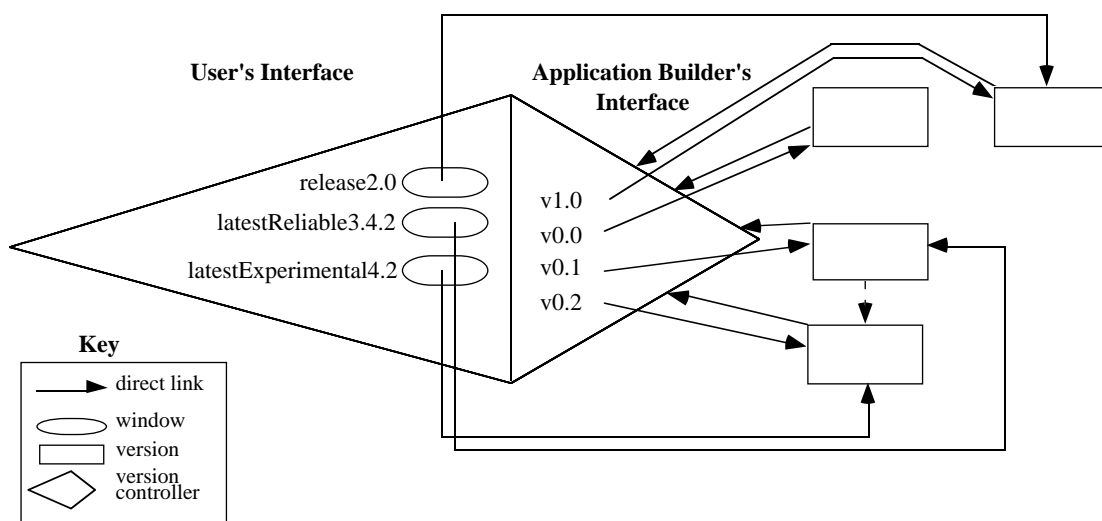 User's Interface
Application Builder's
Interface
release2.0
latestReliable3.4.2
latestExperimental4.2
v1.0
v0.0
v0.1
v0.2
Key
direct link
window
version
version
controller